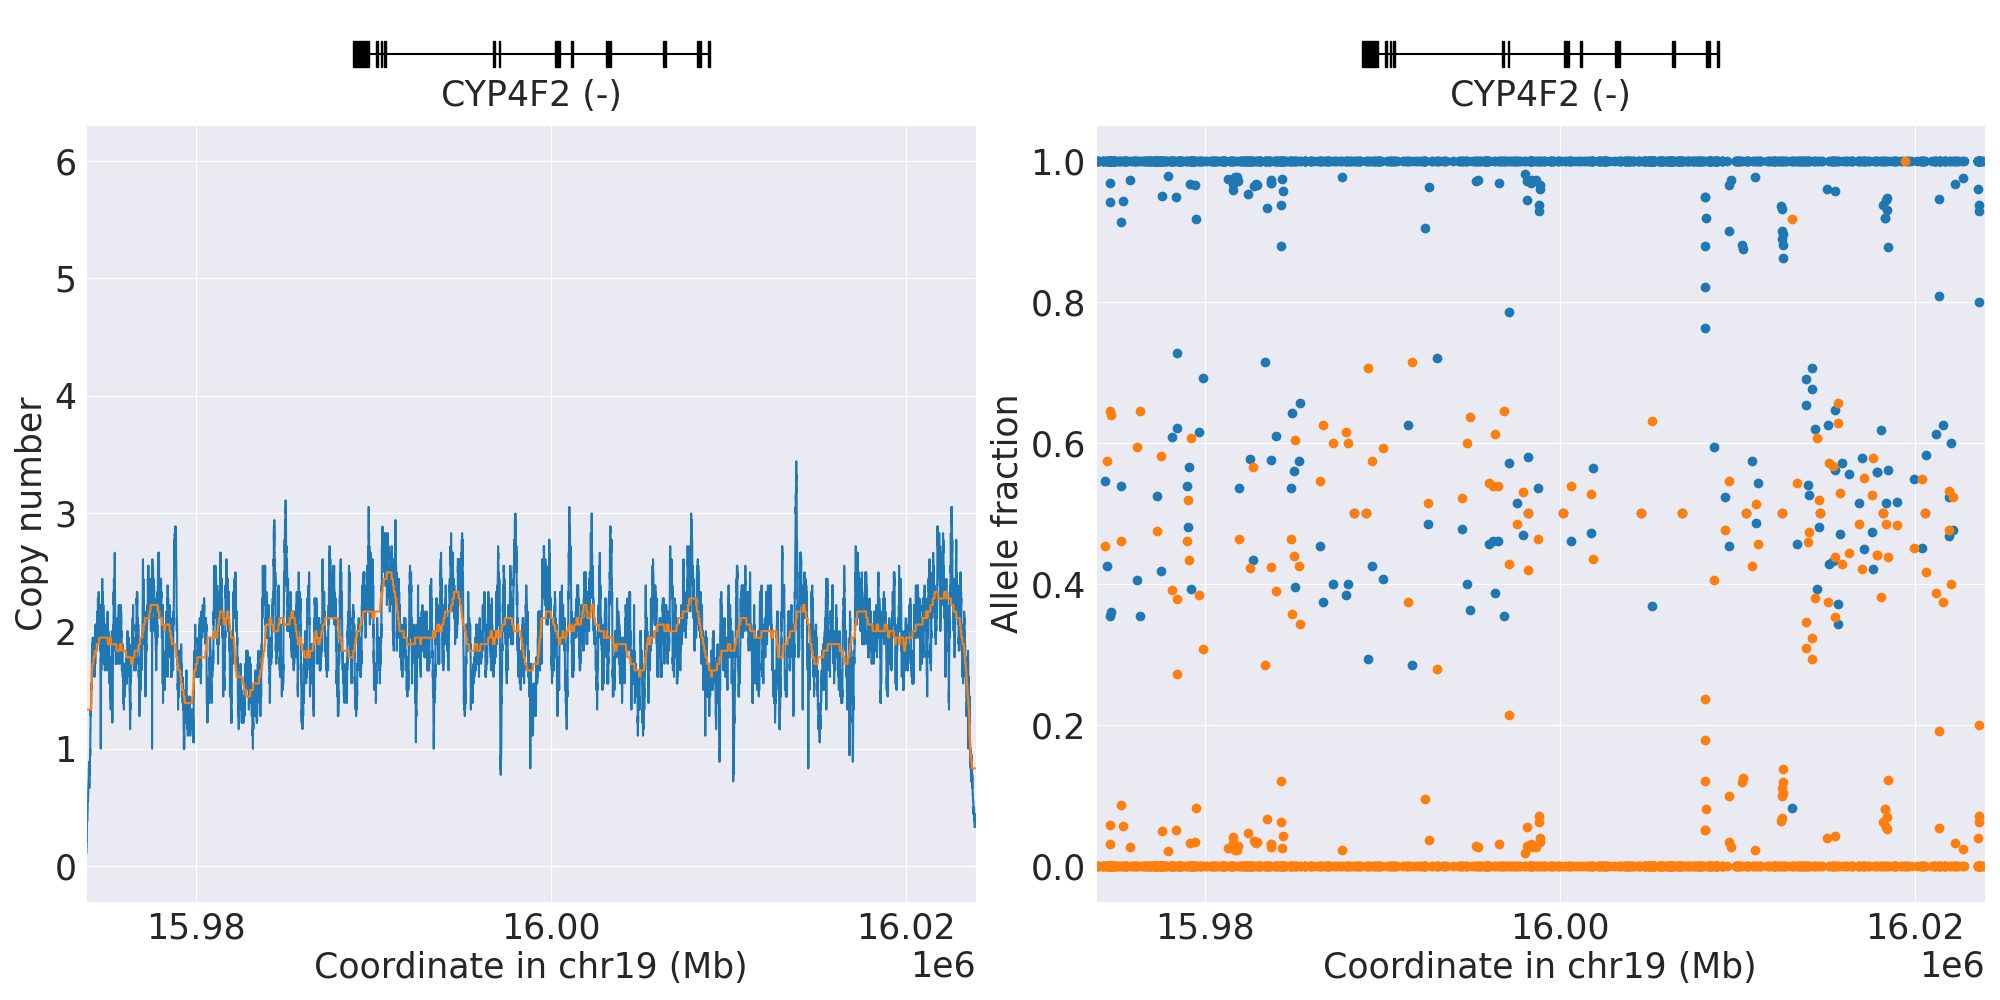 CYP4F2 (-)
6
5
4
3
2
1
0
Copy number
15.98
16.00
16.02
Coordinate in chr19 (Mb)
1e6
CYP4F2 (-)
1.0
0.8
0.6
0.4
0.2
0.0
Allele fraction
15.98
16.00
16.02
Coordinate in chr19 (Mb)
1e6